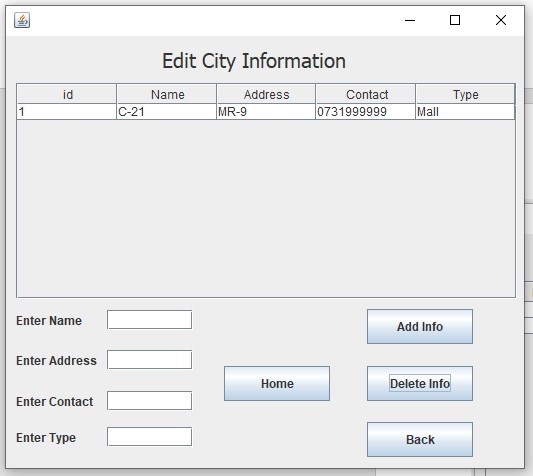 Edit City Information
id Name Address Contact Type
1 C-21 MR-9 0731999999 Mall
Enter Name
Add Info
Enter Address
Home Delete Info
Enter Contact
Enter Type
Back